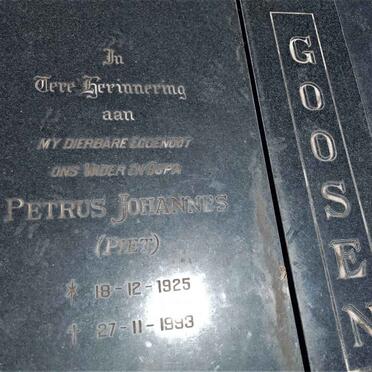 In
Tere Herinnering
aan
MY DIERBARE EGGENOOT
ONS VADER EN OUPA
PETRUS JOHANNES
(PIET)
* 18-12-1925
† 27-11-1993
GOOSEN